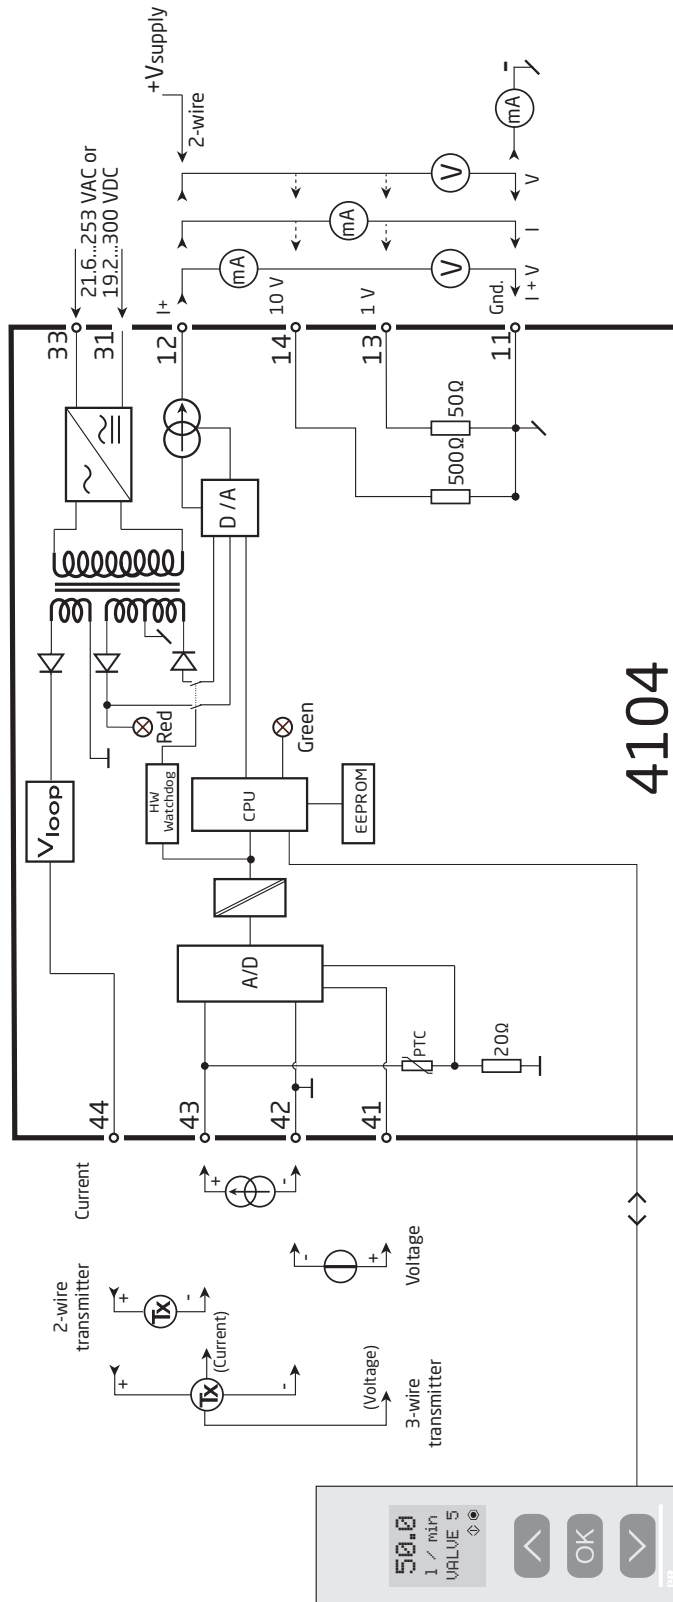 2-wire
transmitter
Current
44
Vloop
Tx
+
-
Tx
+
-
(Current)
+
-
43
42
41
A/D
HW
Watchdog
CPU
EEPROM
Red
Green
D/A
33
31
21.6...253 VAC or
19.2...300 VDC
+Vsupply
2-wire
12
I+
14
10 V
13
1 V
11
Gnd.
mA
V
I + V
mA
I
V
V
mA
-
500Ω
50Ω
PTC
20Ω
-
+
Voltage
(Voltage)
3-wire
transmitter
4104
50.0
l / min
VALVE 5
OK
PR